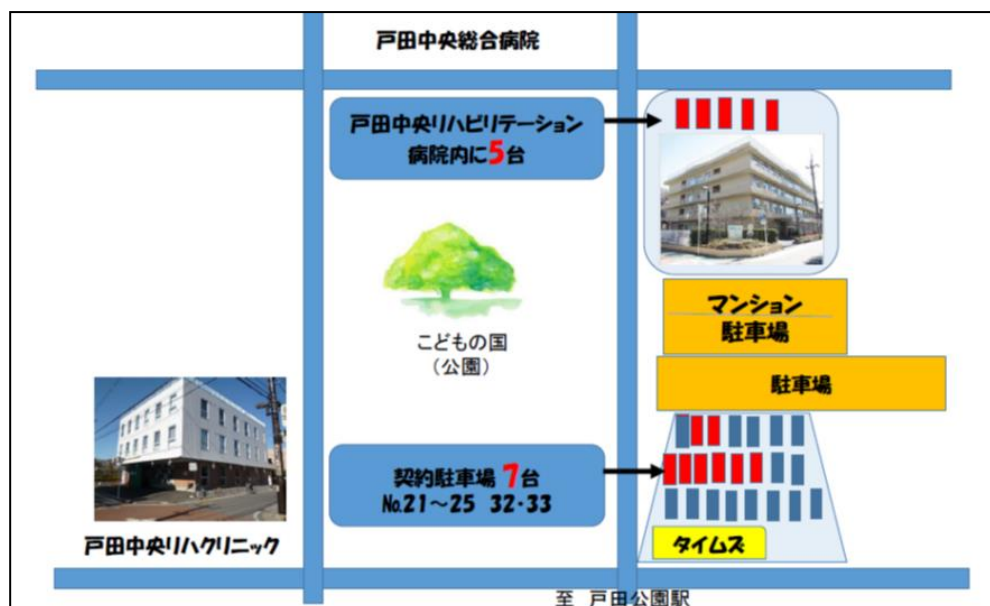 戸田中央総合病院
戸田中央リハビリテーション
病院内に5台
マンション
駐車場
こどもの国
（公園）
駐車場
契約駐車場 7台
No.21～25 32・33
戸田中央リハクリニック
タイムズ
至 戸田公園駅